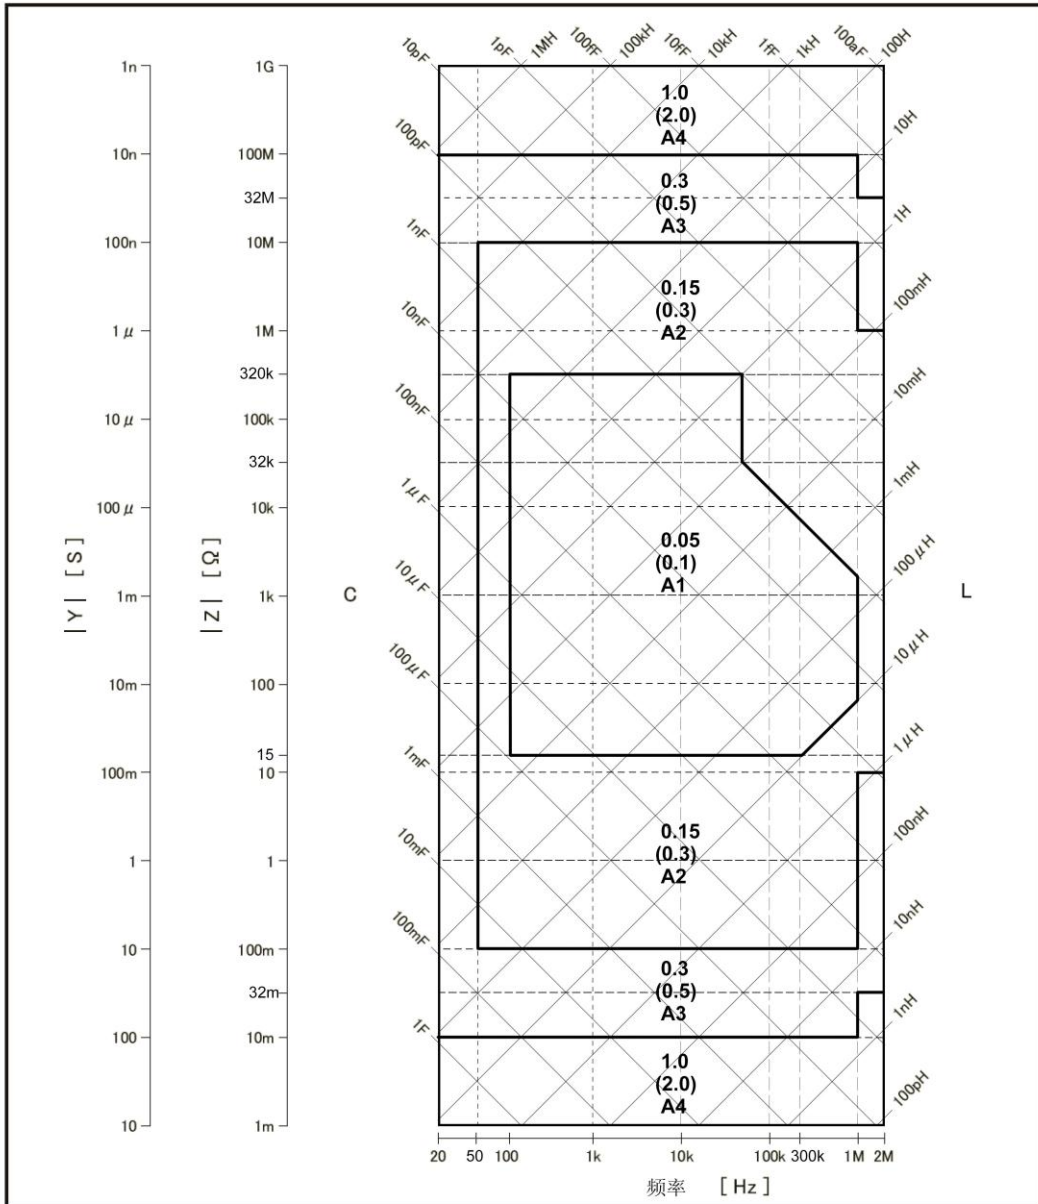 10pF 1pF 1MH 100fF 100kH 10fF 10kH 1fF 1kH 100aF 100H
1n 1G
1.0
(2.0)
A4
100pF 10H
10n 100M
0.3
32M
(0.5)
A3
1nF 1H
100n 10M
0.15
(0.3)
A2
10nF 100mH
1μ 1M
320k
100nF 10mH
10μ 100k
32k
1μF 1mH
100μ 10k
0.05
(0.1)
A1
10μF 100μH
|Y| [S]
|Z| [Ω]
1m 1k C L
100μF 10μH
10m 100
15
1mF 1μH
100m 10
0.15
(0.3)
A2
10mF 100nH
1 1
100mF 10nH
10 100m
0.3
(0.5)
A3
32m
1F 1nH
100 10m
1.0
(2.0)
A4
100pH
10 1m
20 50 100 1k 10k 100k 300k 1M 2M
频率 [Hz]